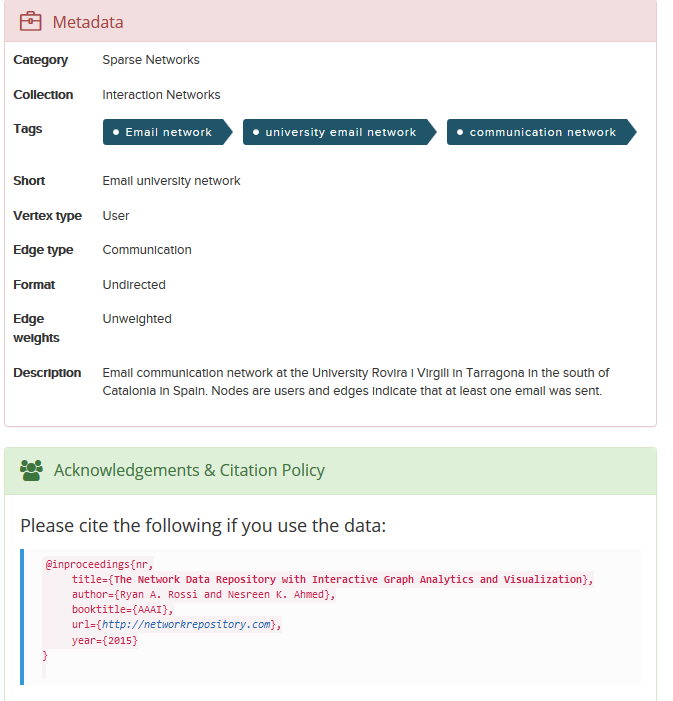 Metadata
Category Sparse Networks
Collection Interaction Networks
Tags • Email network • university email network • communication network
Short Email university network
Vertex type User
Edge type Communication
Format Undirected
Edge Unweighted
weights
Description Email communication network at the University Rovira i Virgili in Tarragona in the south of
Catalonia in Spain. Nodes are users and edges indicate that at least one email was sent.
Acknowledgements & Citation Policy
Please cite the following if you use the data:
@inproceedings{nr,
title={The Network Data Repository with Interactive Graph Analytics and Visualization},
author={Ryan A. Rossi and Nesreen K. Ahmed},
booktitle={AAAI},
url={http://networkrepository.com},
year={2015}
}